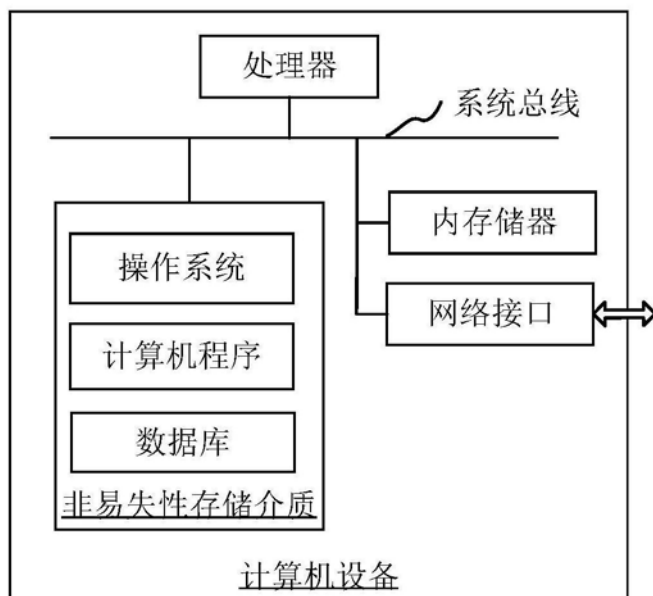 处理器
系统总线
内存储器
操作系统
网络接口
计算机程序
数据库
非易失性存储介质
计算机设备